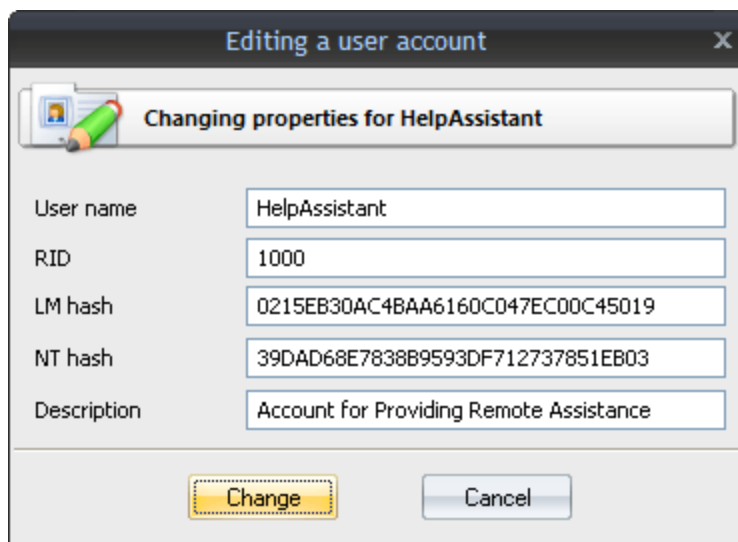 Editing a user account
Changing properties for HelpAssistant
User name HelpAssistant
RID 1000
LM hash 0215EB30AC4BAA6160C047EC00C45019
NT hash 39DAD68E7838B9593DF712737851EB03
Description Account for Providing Remote Assistance
Change Cancel